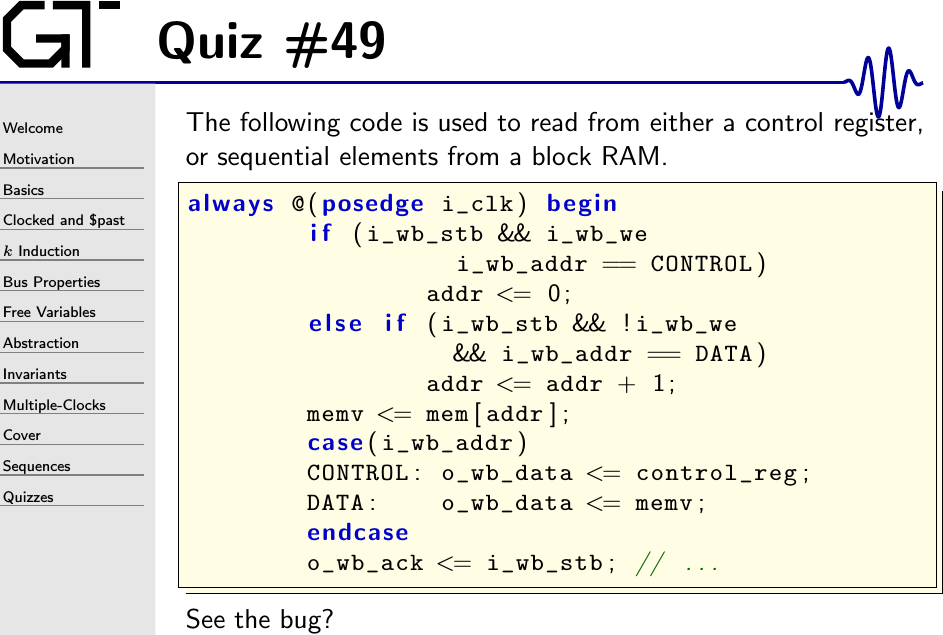 GT
Quiz #49
Welcome
Motivation
Basics
Clocked and $past
k Induction
Bus Properties
Free Variables
Abstraction
Invariants
Multiple-Clocks
Cover
Sequences
Quizzes
The following code is used to read from either a control register,
or sequential elements from a block RAM.
always @(posedge i_clk) begin
if (i_wb_stb && i_wb_we
i_wb_addr == CONTROL)
addr <= 0;
else if (i_wb_stb && !i_wb_we
&& i_wb_addr == DATA)
addr <= addr + 1;
memv <= mem[addr];
case(i_wb_addr)
CONTROL: o_wb_data <= control_reg;
DATA: o_wb_data <= memv;
endcase
o_wb_ack <= i_wb_stb; // ...
See the bug?